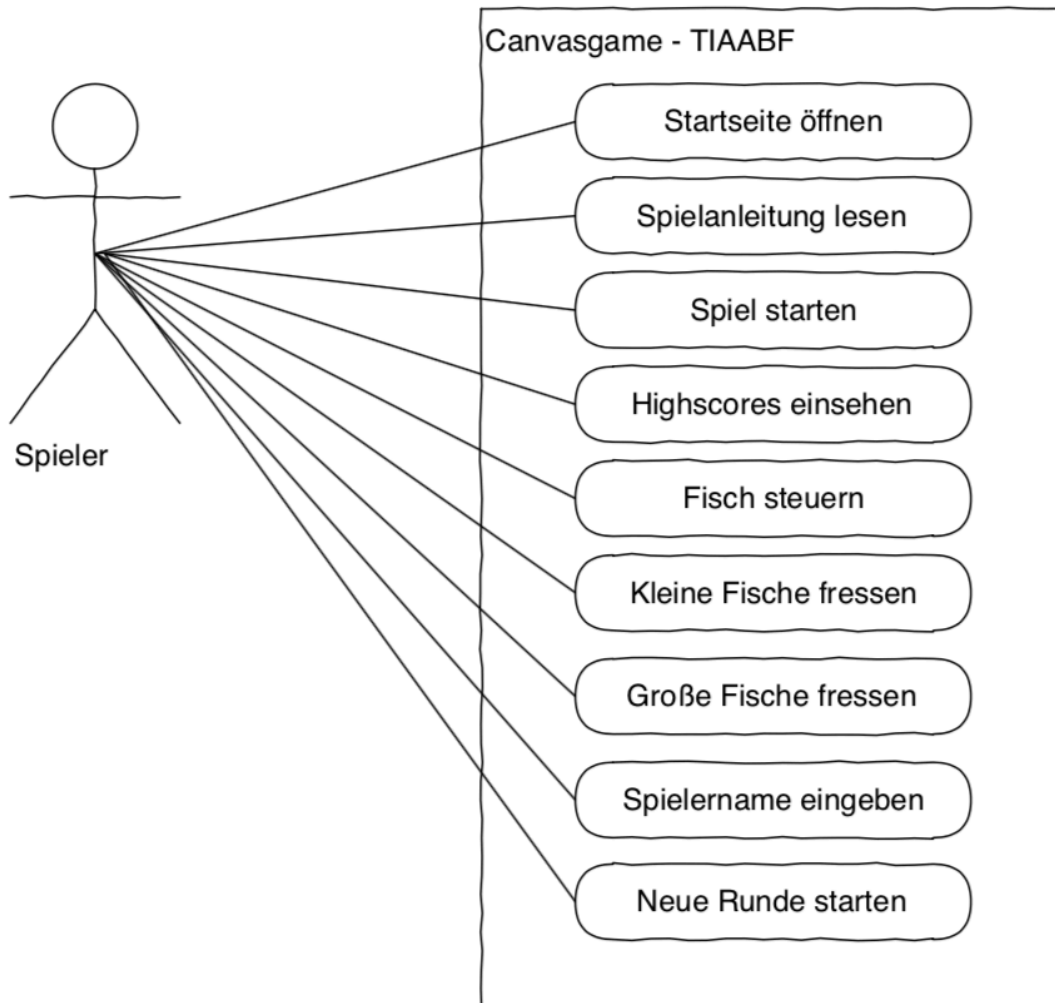 Canvasgame - TIAABF
Startseite öffnen
Spielanleitung lesen
Spiel starten
Highscores einsehen
Spieler
Fisch steuern
Kleine Fische fressen
Große Fische fressen
Spielername eingeben
Neue Runde starten